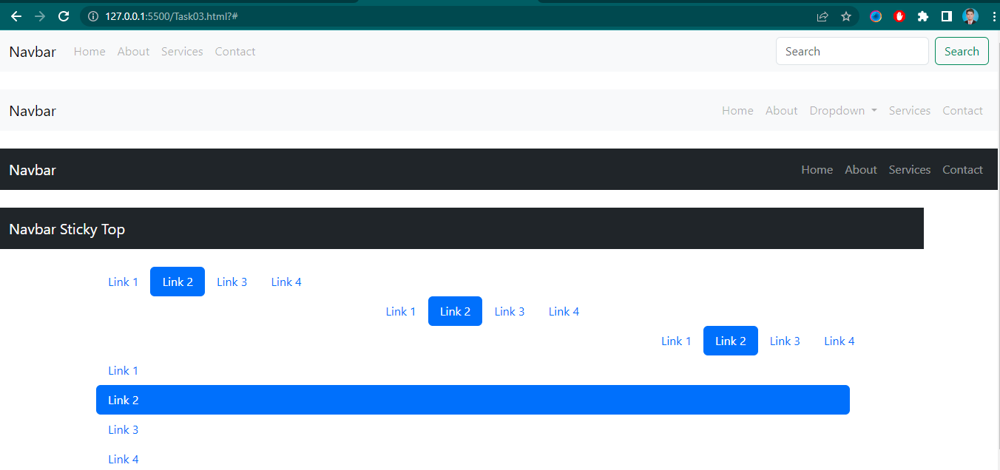 127.0.0.1:5500/Task03.html?#
Navbar Home About Services Contact Search Search
Navbar Home About Dropdown Services Contact
Navbar Home About Services Contact
Navbar Sticky Top
Link 1 Link 2 Link 3 Link 4
Link 1 Link 2 Link 3 Link 4
Link 1 Link 2 Link 3 Link 4
Link 1
Link 2
Link 3
Link 4